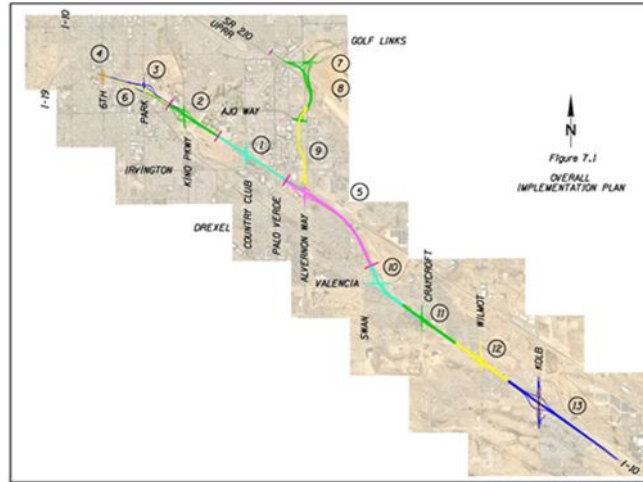 I-10
SR 210
UPRR
GOLF LINKS
4
3
7
I-19
6TH
6
PARK
2
AJO WAY
8
N
KINO PKWY
1
9
Figure 7.1
OVERALL
IMPLEMENTATION PLAN
IRVINGTON
COUNTRY CLUB
PALO VERDE
5
DREXEL
ALVERNON WAY
10
VALENCIA
CRAYCROFT
SWAN
11
WILMOT
12
KOLB
13
I-10